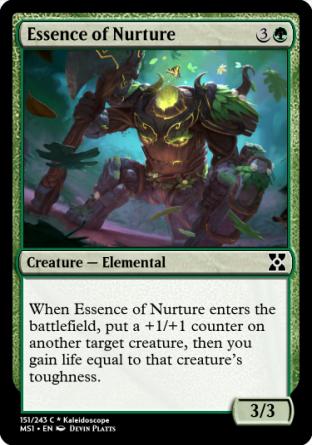 Essence of Nurture 3
Creature — Elemental
When Essence of Nurture enters the
battlefield, put a +1/+1 counter on
another target creature, then you
gain life equal to that creature's
toughness.
3/3
151/243 C * Kaleidoscope
MS1 • EN DEVIN PLATTS